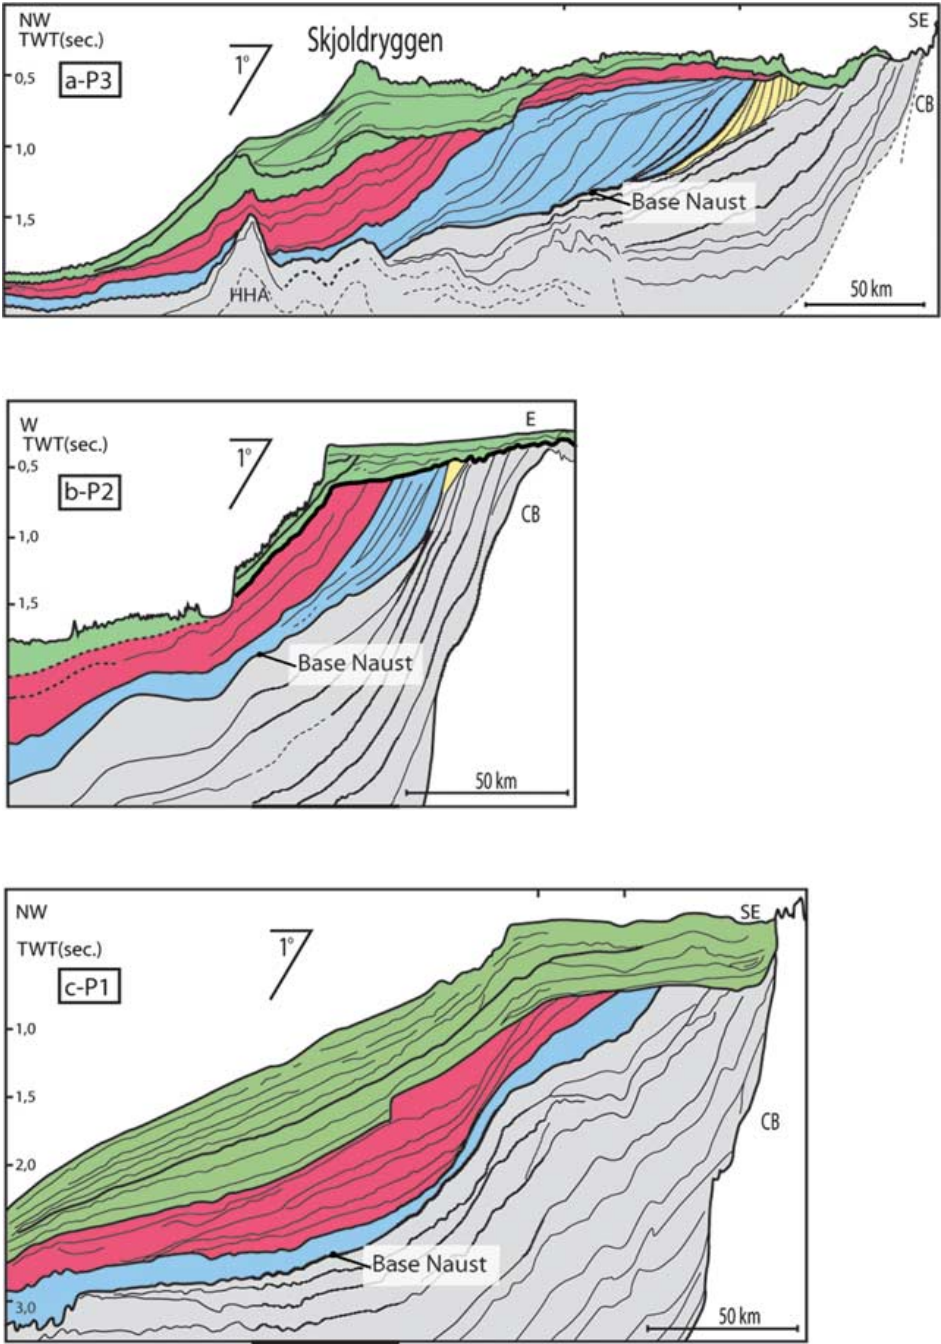 NW
SE
TWT(sec.)
Skjoldryggen
1°
0,5
a-P3
CB
1,0
Base Naust
1,5
HHA
50 km
W
E
TWT(sec.)
1°
0,5
b-P2
CB
1,0
1,5
Base Naust
50 km
NW
SE
TWT(sec.)
1°
c-P1
1,0
1,5
CB
2,0
Base Naust
3,0
50 km